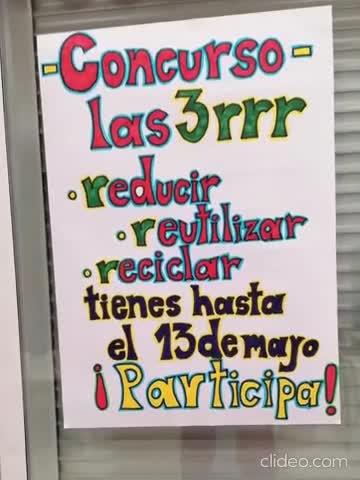 -Concurso-
las 3rrr
• reducir
• reutilizar
• reciclar
tienes hasta
el 13 de mayo
¡Participa!
clideo.com